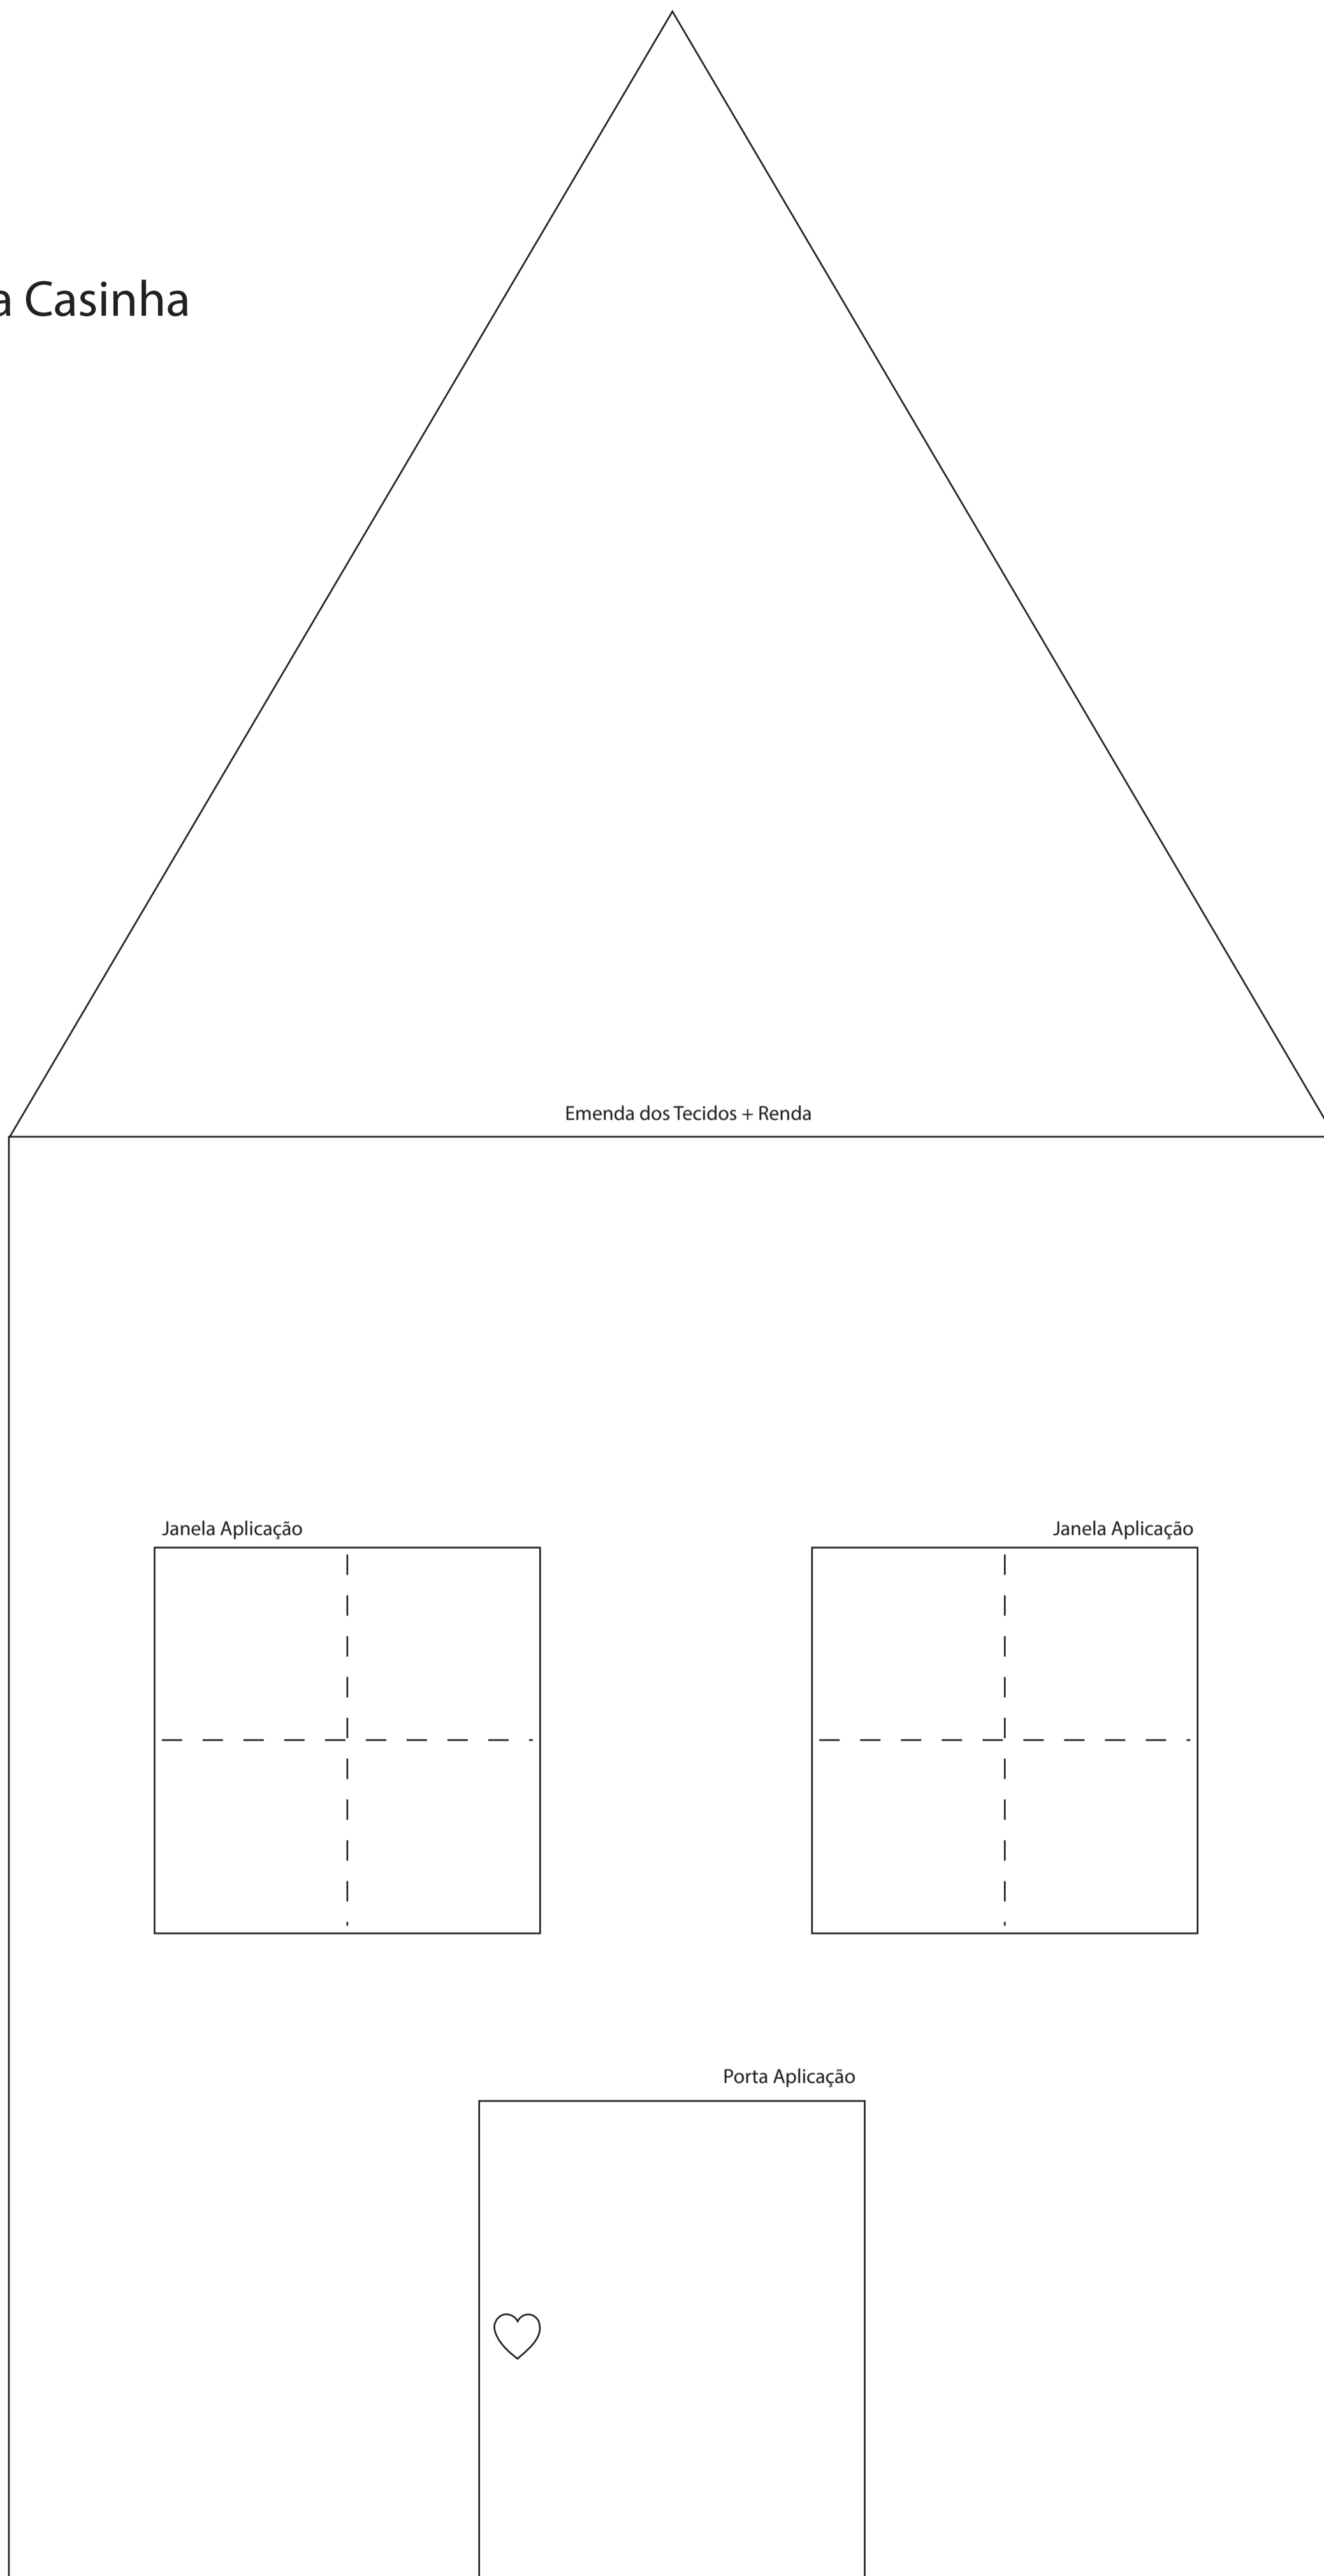 a Casinha
Emenda dos Tecidos + Renda
Janela Aplicação
Janela Aplicação
Porta Aplicação